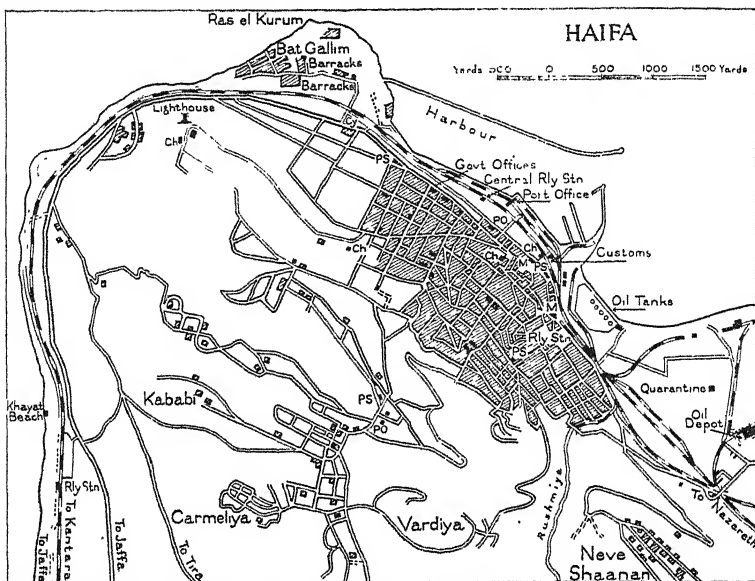 Ras el Kurum
HAIFA
Bat Gallim
Barracks
Barracks
Yards 500 0 500 1000 1500 Yards
Lighthouse
Ch
Harbour
PS
Govt Offices
Central Rly Stn
Port Office
PO
Ch
Ch
Ch
M
PS
Customs
M
Oil Tanks
Rly Stn
PS
Kababi
PS
PO
Khayat
Beach
Quarantine
Oil
Depot
Rly Stn
Carmeliya
Vardiya
Rushmiya
Neve
Shaanan
To Nazareth
To Jaffa
To Kantara
To Jaffa
To Tira